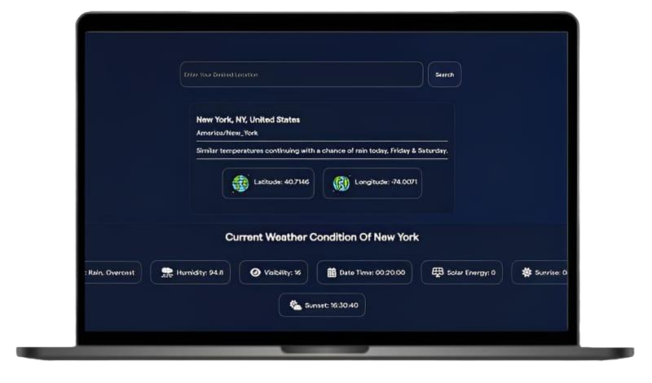 Enter Your Desired Location
Search
New York, NY, United States
America/New_York
Similar temperatures continuing with a chance of rain today, Friday & Saturday.
Latitude: 40.7146
Longitude: -74.0071
Current Weather Condition Of New York
: Rain, Overcast
Humidity: 94.8
Visibility: 16
Date Time: 00:20:00
Solar Energy: 0
Sunrise: 0
Sunset: 16:30:40